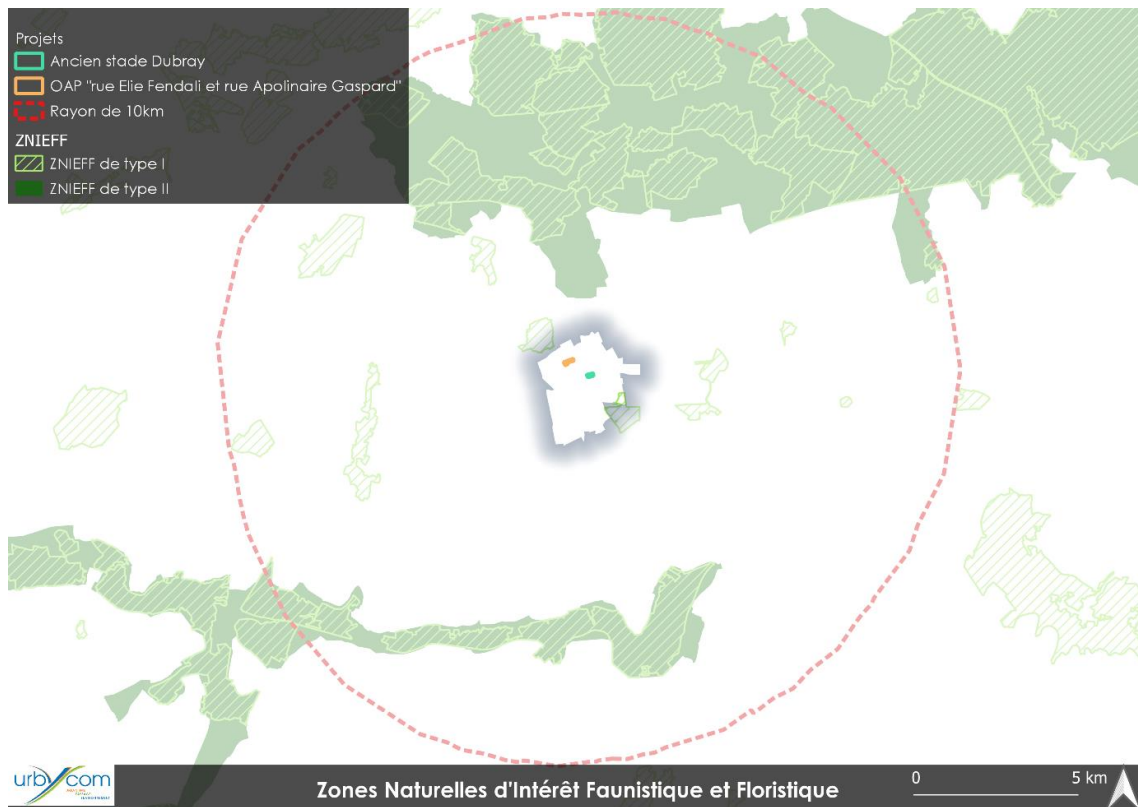 Projets
Ancien stade Dubray
OAP "rue Elie Fendali et rue Apolinaire Gaspard"
Rayon de 10km
ZNIEFF
ZNIEFF de type I
ZNIEFF de type II
urbycom
Zones Naturelles d'Intérêt Faunistique et Floristique
0 5 km